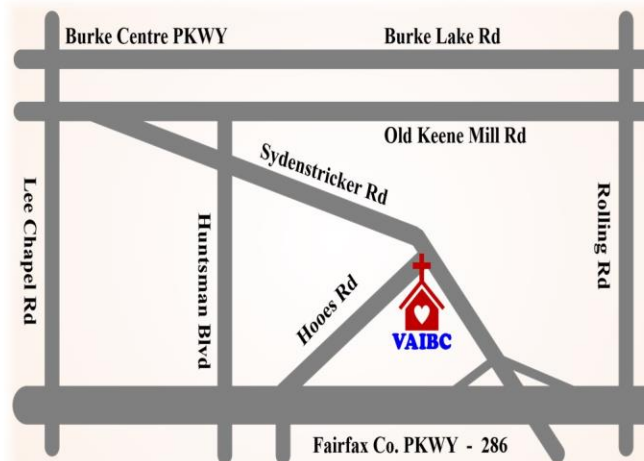 Burke Centre PKWY
Burke Lake Rd
Old Keene Mill Rd
Sydenstricker Rd
Lee Chapel Rd
Huntsman Blvd
Rolling Rd
Hooes Rd
VAIBC
Fairfax Co. PKWY - 286